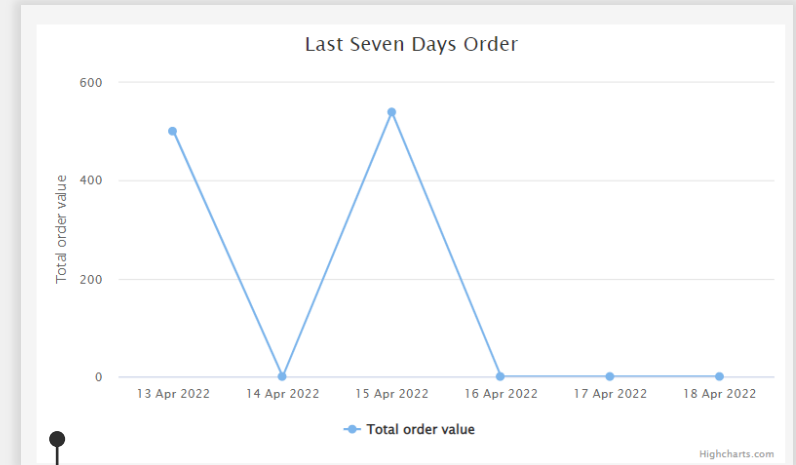 Last Seven Days Order
600
400
200
0
Total order value
13 Apr 2022 14 Apr 2022 15 Apr 2022 16 Apr 2022 17 Apr 2022 18 Apr 2022
Total order value
Highcharts.com